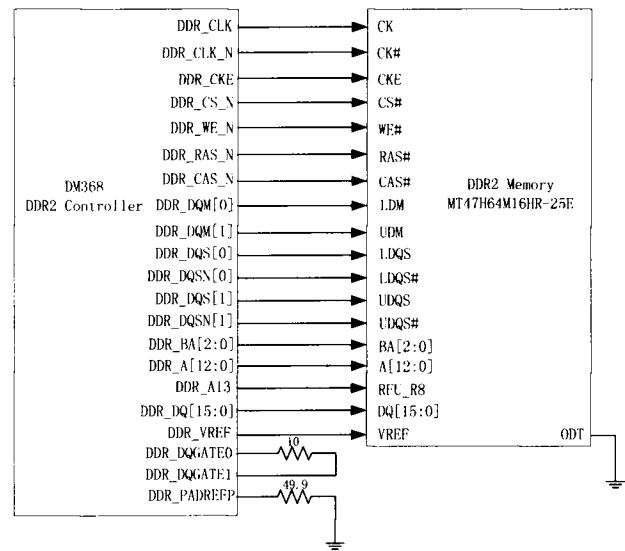 DDR_CLK CK
DDR_CLK_N CK#
DDR_CKE CKE
DDR_CS_N CS#
DDR_WE_N WE#
DDR_RAS_N RAS#
DDR_CAS_N CAS#
DM368 DDR2 Memory
DDR2 Controller DDR_DQM[0] LDM MT47H64M16HR-25E
DDR_DQM[1] UDM
DDR_DQS[0] LDQS
DDR_DQSN[0] LDQS#
DDR_DQS[1] UDQS
DDR_DQSN[1] UDQS#
DDR_BA[2:0] BA[2:0]
DDR_A[12:0] A[12:0]
DDR_A13 RFU_R8
DDR_DQ[15:0] DQ[15:0]
DDR_VREF VREF ODT
10
DDR_DQGATE0
DDR_DQGATE1
49.9
DDR_PADREFP